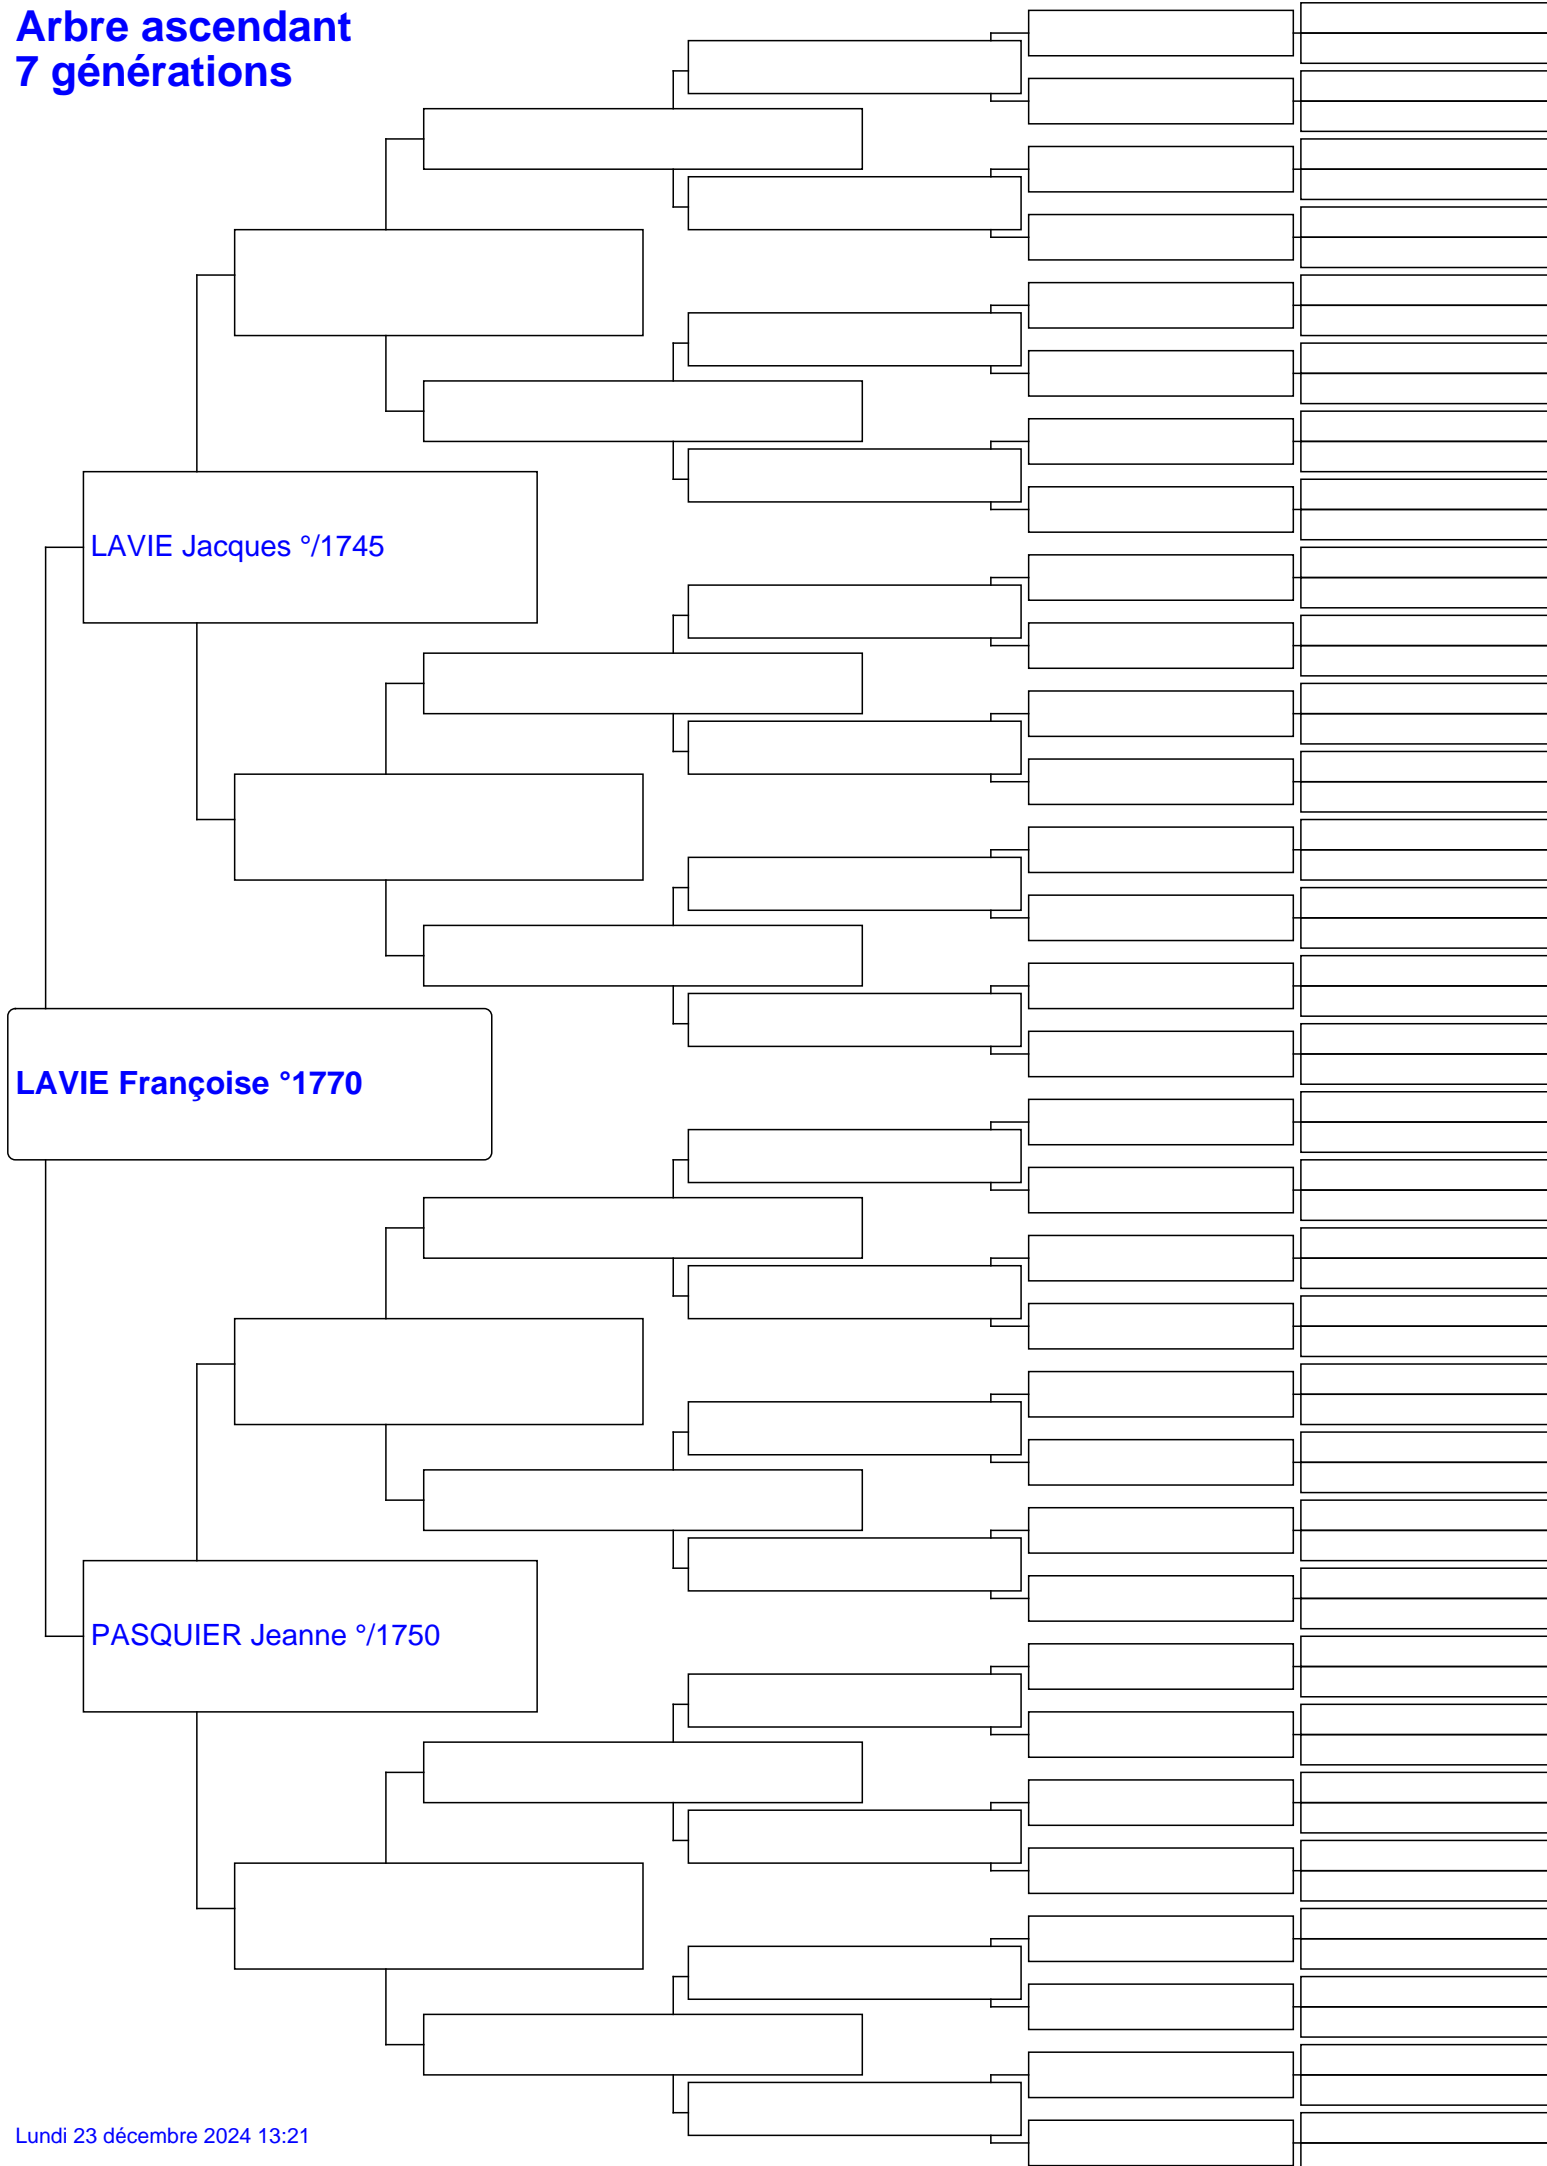 Arbre ascendant
7 générations
LAVIE Jacques °/1745
LAVIE Françoise °1770
PASQUIER Jeanne °/1750
Lundi 23 décembre 2024 13:21